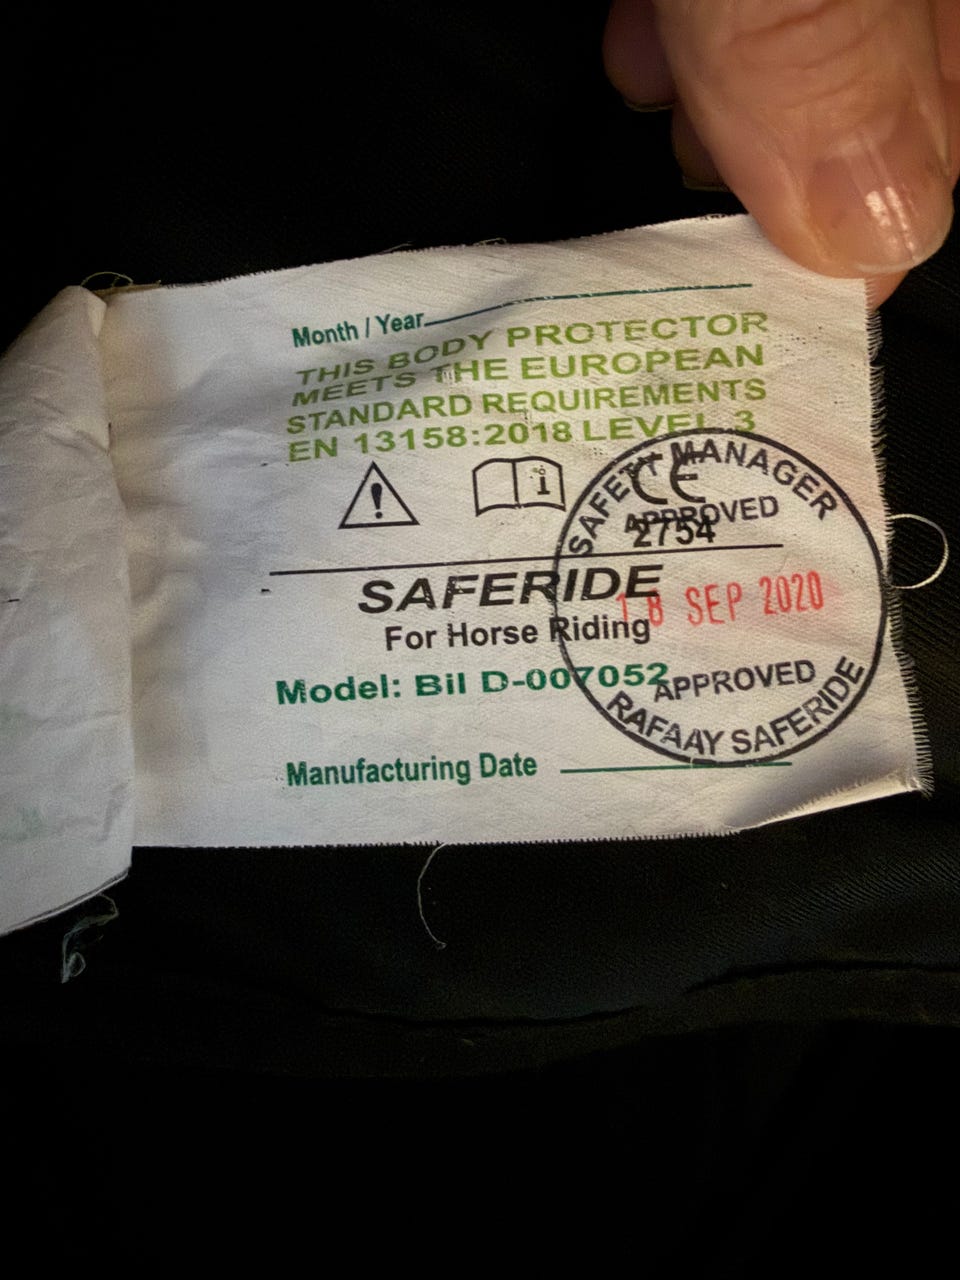 Month / Year
THIS BODY PROTECTOR
MEETS THE EUROPEAN
STANDARD REQUIREMENTS
EN 13158:2018 LEVEL 3
i
CE
2754
SAFETY MANAGER
APPROVED
18 SEP 2020
APPROVED
RAFAAY SAFERIDE
SAFERIDE
For Horse Riding
Model: Bil D-007052
Manufacturing Date